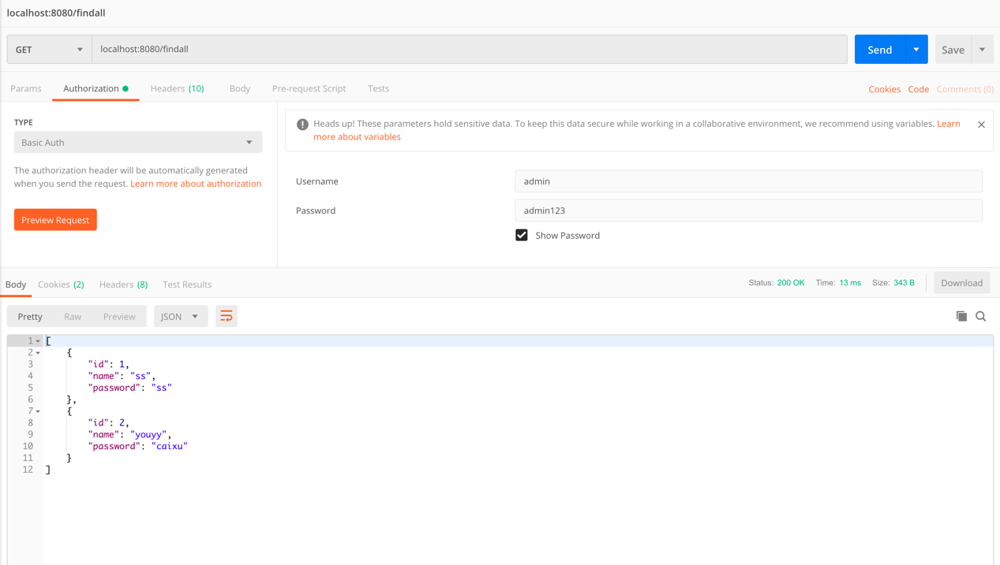 localhost:8080/findall
GET localhost:8080/findall Send Save
Params Authorization Headers (10) Body Pre-request Script Tests Cookies Code Comments (0)
TYPE
Basic Auth
The authorization header will be automatically generated
when you send the request. Learn more about authorization
Preview Request
Heads up! These parameters hold sensitive data. To keep this data secure while working in a collaborative environment, we recommend using variables. Learn
more about variables
Username admin
Password admin123
Show Password
Body Cookies (2) Headers (8) Test Results Status: 200 OK Time: 13 ms Size: 343 B Download
Pretty Raw Preview JSON
1 [
2 {
3 "id": 1,
4 "name": "ss",
5 "password": "ss"
6 },
7 {
8 "id": 2,
9 "name": "youyy",
10 "password": "caixu"
11 }
12 ]